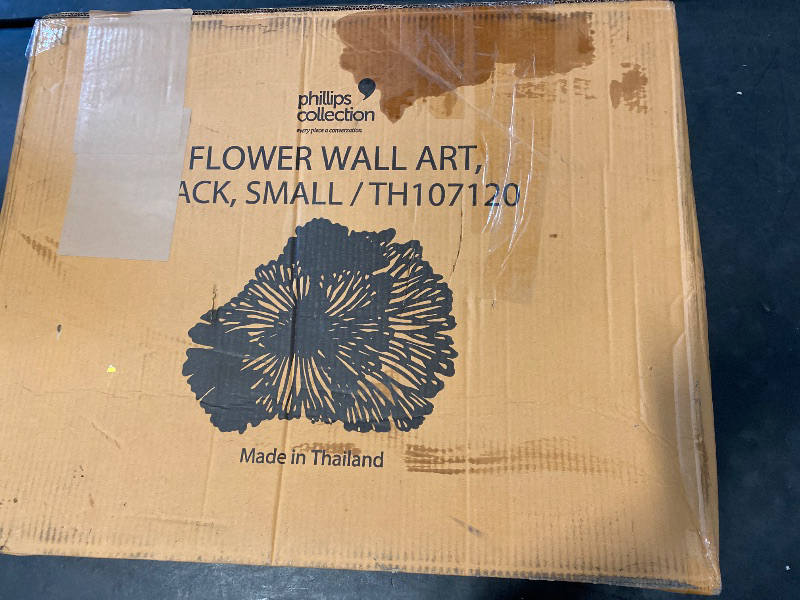 phillips
collection
every piece a conversation
FLOWER WALL ART,
ACK, SMALL / TH107120
Made in Thailand